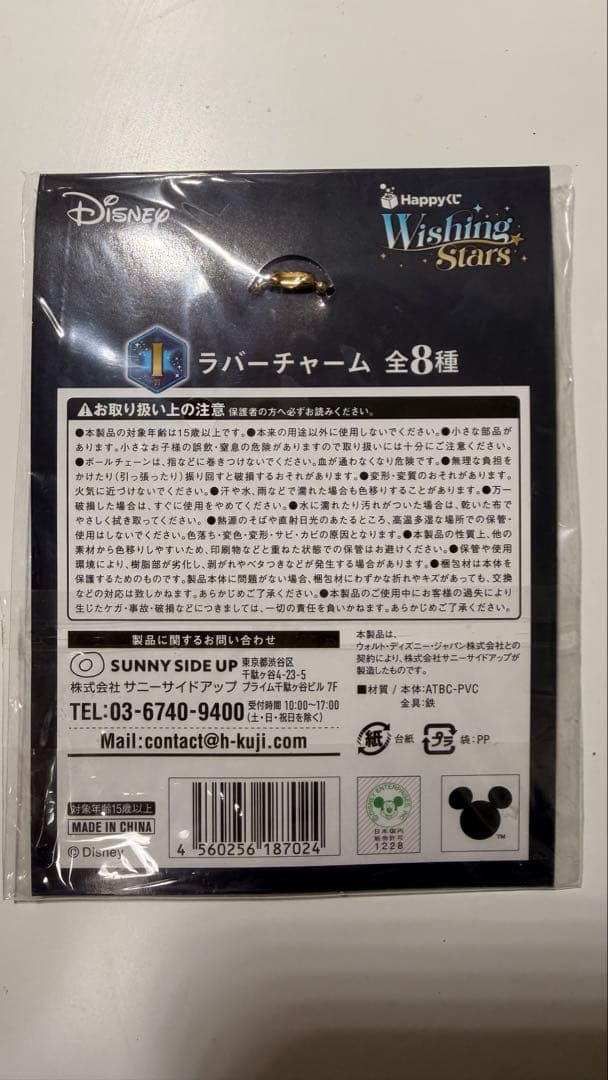 Disney
Happyくじ
Wishing
Stars
I賞 ラバーチャーム 全8種
⚠お取り扱い上の注意 保護者の方へ必ずお読みください。
●本製品の対象年齢は15歳以上です。●本来の用途以外に使用しないでください。●小さな部品が
あります。小さなお子様の誤飲・窒息の危険がありますので取り扱いには十分にご注意ください。
●ボールチェーンは、指などに巻きつけないでください。血が通わなくなり危険です。●無理な負担を
かけたり(引っ張ったり)振り回すと破損するおそれがあります。●変形・変質のおそれがあります。
火気に近づけないでください。●汗や水、雨などで濡れた場合も色移りすることがあります。●万一
破損した場合は、すぐに使用をやめてください。●水に濡れたり汚れがついた場合は、乾いた布で
やさしく拭き取ってください。●熱源のそばや直射日光のあたるところ、高温多湿な場所での保管・
使用はしないでください。色落ち・変色・変形・サビ・カビの原因となります。●本製品の性質上、他の
素材から色移りしやすいため、印刷物などと重ねた状態での保管はお避けください。●保管や使用
環境により、樹脂部が劣化し、剥がれやベタつきなどが発生する場合があります。●梱包材は本体を
保護するためのものです。製品本体に問題がない場合、梱包材にわずかな折れやキズがあっても、交換
などの対応は致しかねます。あらかじめご了承ください。●本製品のご使用中にお客様の過失により
生じたケガ・事故・破損などにつきましては、一切の責任を負いかねます。あらかじめご了承ください。
製品に関するお問い合わせ
SUNNY SIDE UP 東京都渋谷区
千駄ヶ谷4-23-5
株式会社 サニーサイドアップ プライム千駄ヶ谷ビル 7F
TEL:03-6740-9400 受付時間 10:00〜17:00
(土・日・祝日を除く)
Mail:contact@h-kuji.com
本製品は、
ウォルト・ディズニー・ジャパン株式会社との
契約により、株式会社サニーサイドアップが
製造したものです。
■材質 / 本体:ATBC-PVC
金具:鉄
紙 台紙 プラ 袋:PP
対象年齢15歳以上
MADE IN CHINA
©Disney
4 560256 187024
DISNEY ENTERPRISES, INC.
日本国内
販売許可
1228
TM